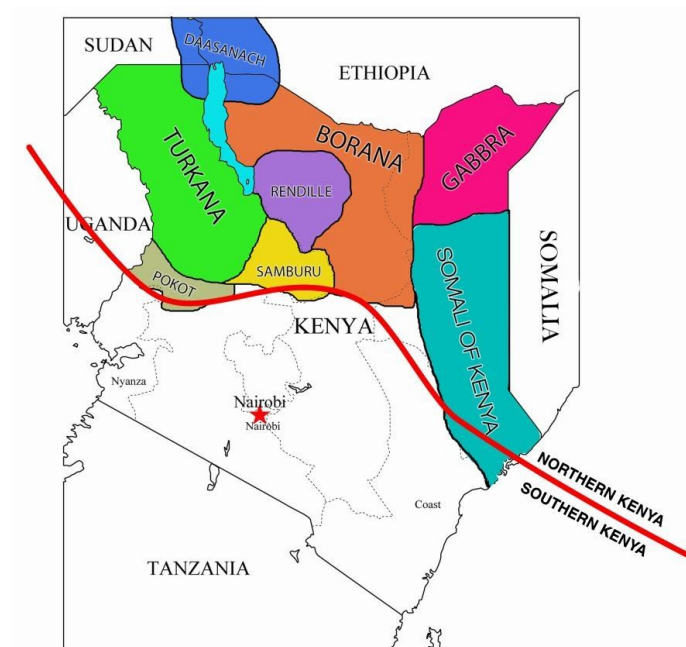 SUDAN
DAASANACH
ETHIOPIA
TURKANA
BORANA
GABBRA
RENDILLE
UGANDA
SOMALIA
POKOT
SAMBURU
SOMALI OF KENYA
KENYA
Nyanza
Nairobi
Nairobi
NORTHERN KENYA
SOUTHERN KENYA
Coast
TANZANIA